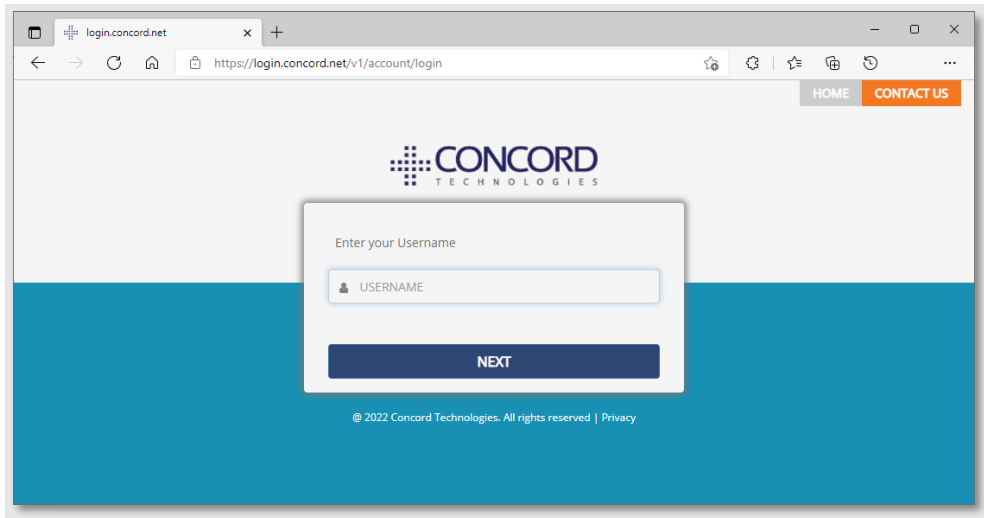 login.concord.net
https://login.concord.net/v1/account/login
HOME CONTACT US
CONCORD
TECHNOLOGIES
Enter your Username
USERNAME
NEXT
@ 2022 Concord Technologies. All rights reserved | Privacy